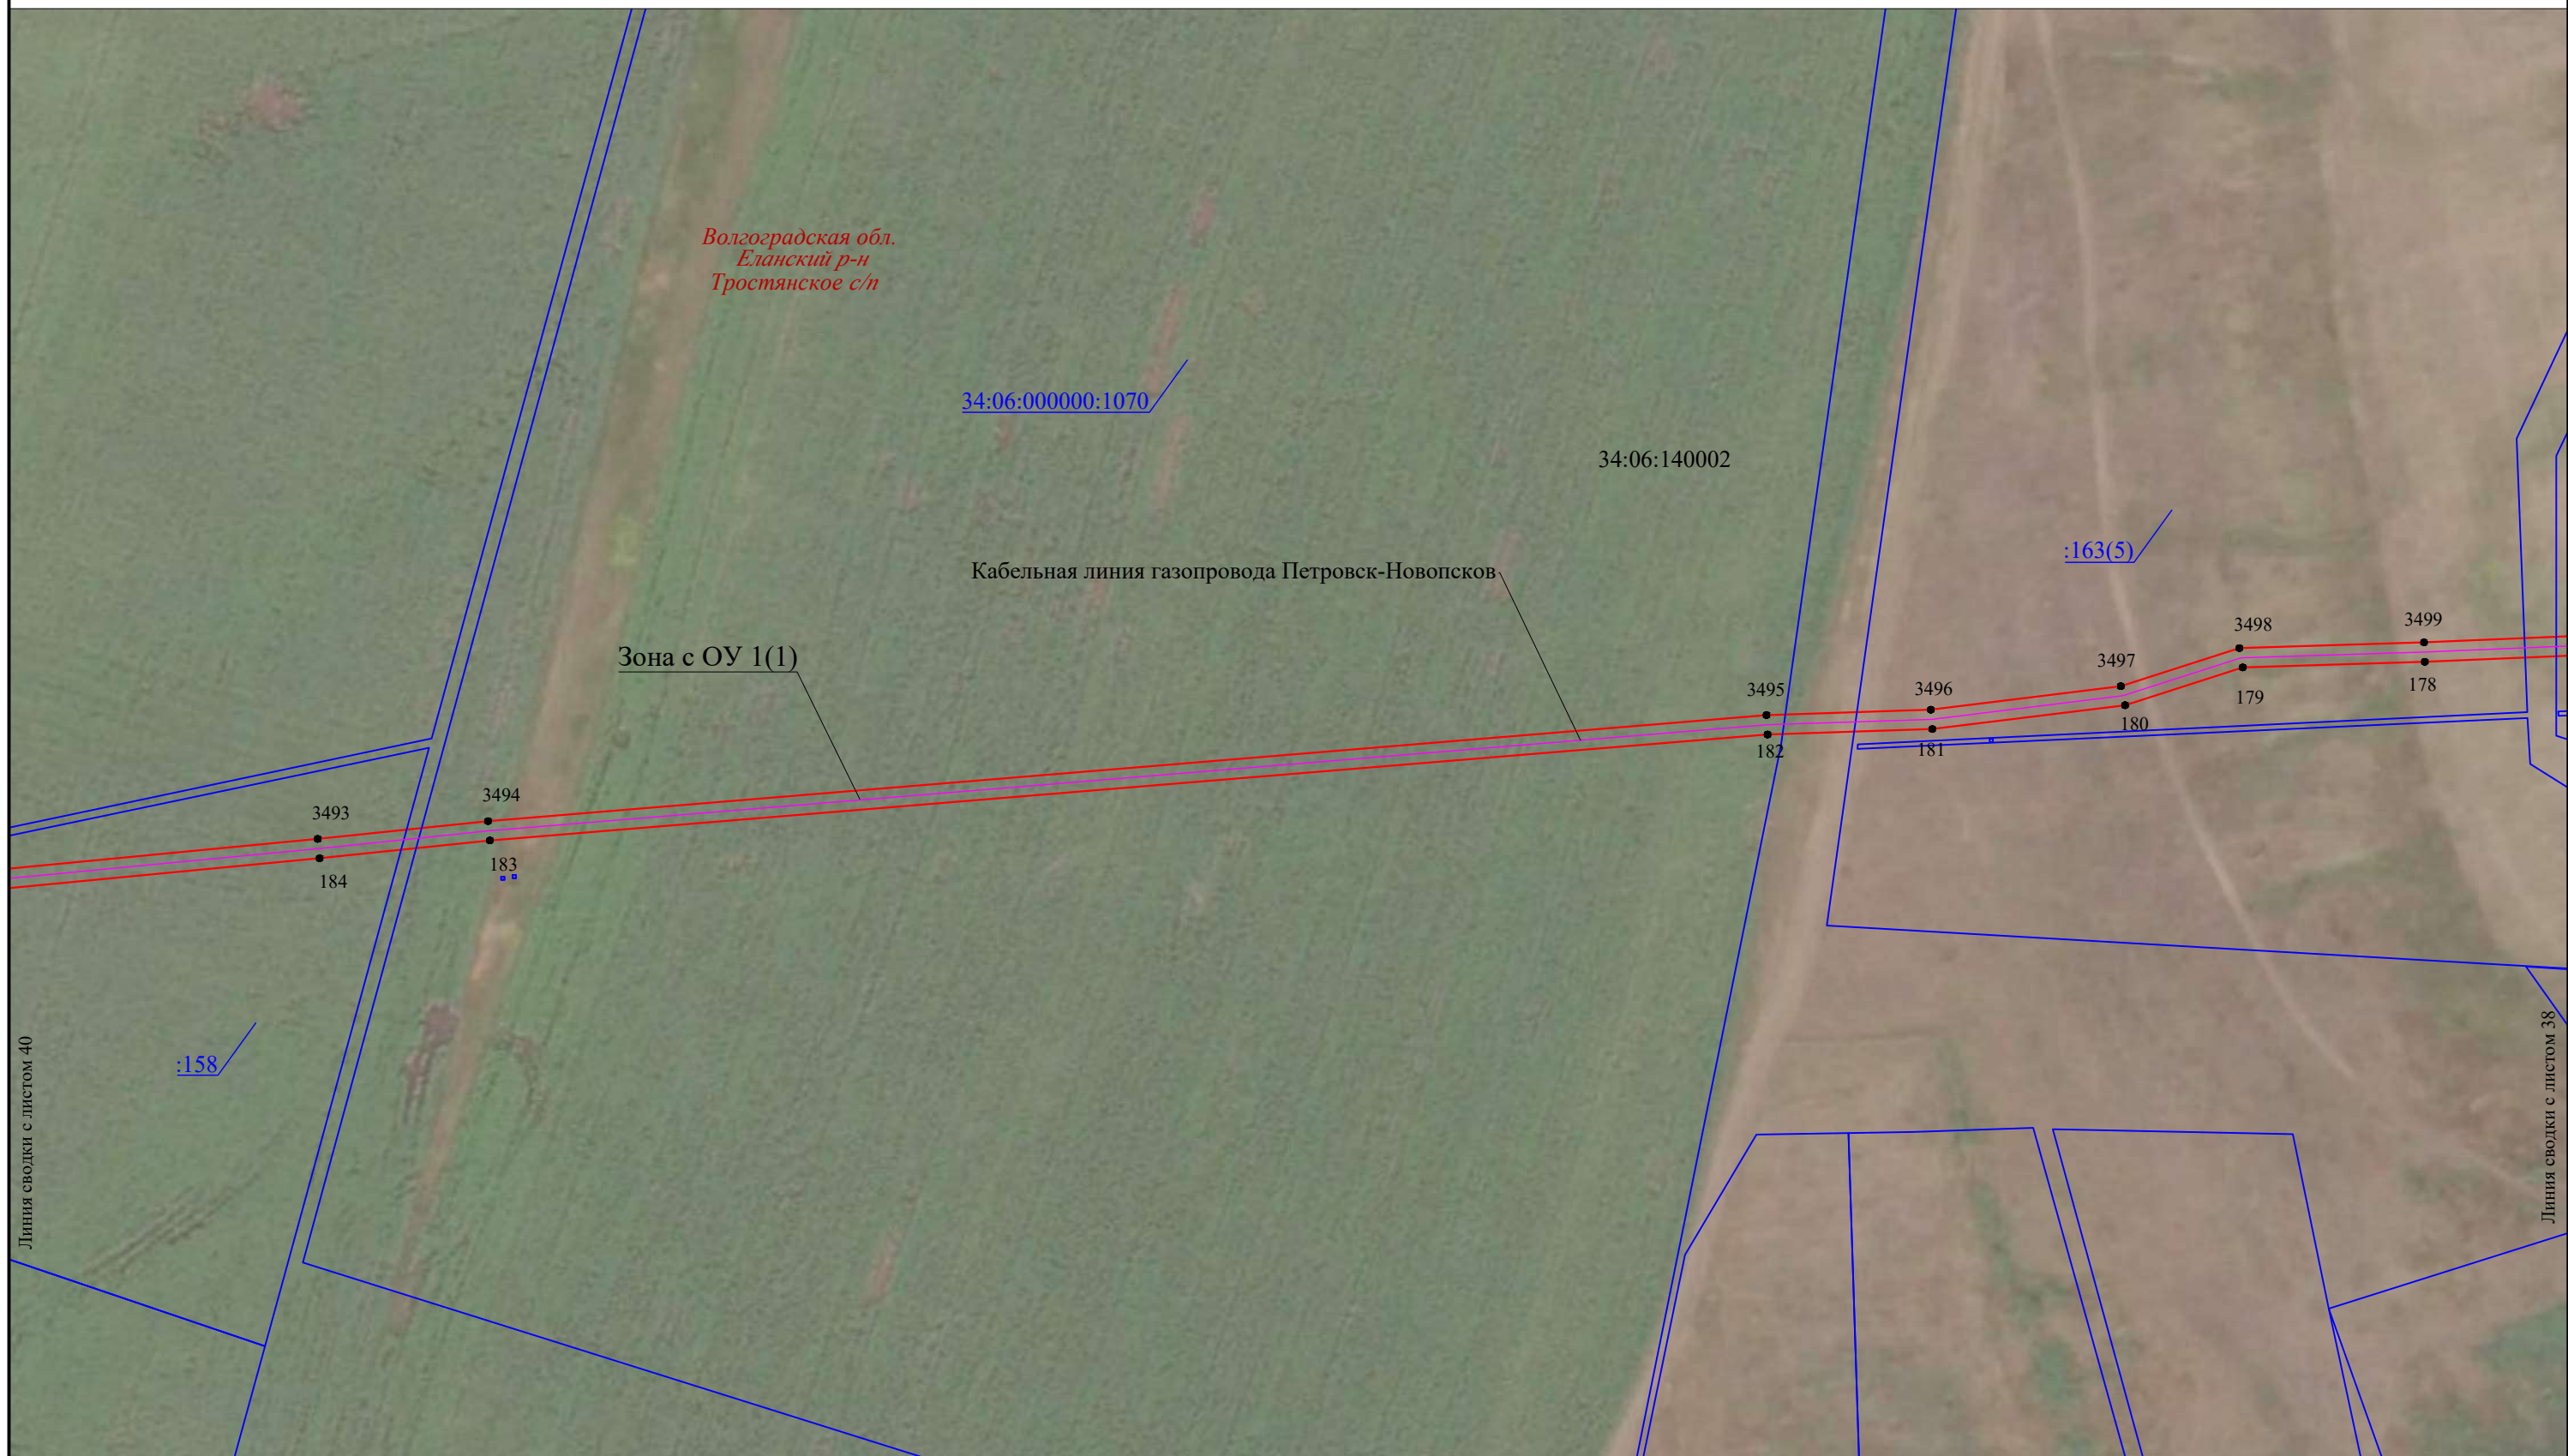 Волгоградская обл.
Еланский р-н
Тростянское с/п
34:06:000000:1070
34:06:140002
:163(5)
Кабельная линия газопровода Петровск-Новопсков
Зона с ОУ 1(1)
3493
3494
3495
3496
3497
3498
3499
184
183
182
181
180
179
178
:158
Линия сводки с листом 40
Линия сводки с листом 38